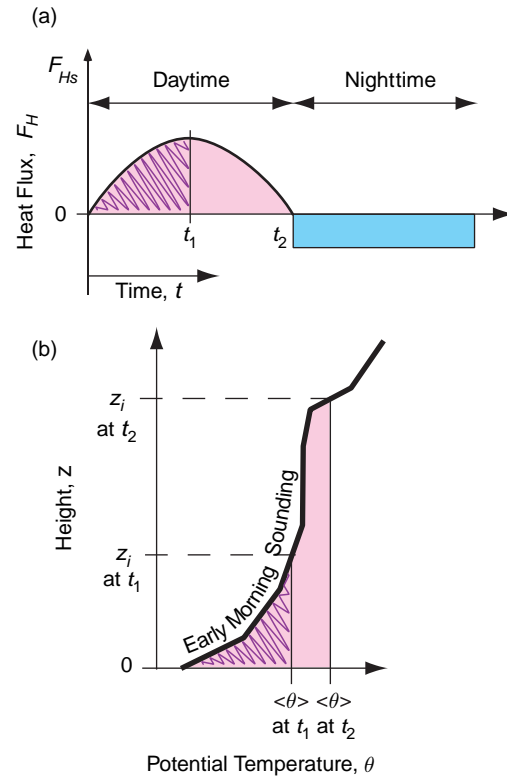 (a)
F_Hs
Daytime
Nighttime
Heat Flux, F_H
0
t_1
t_2
Time, t
(b)
z_i
at t_2
Height, z
z_i
at t_1
Early Morning Sounding
0
<θ> <θ>
at t_1 at t_2
Potential Temperature, θ